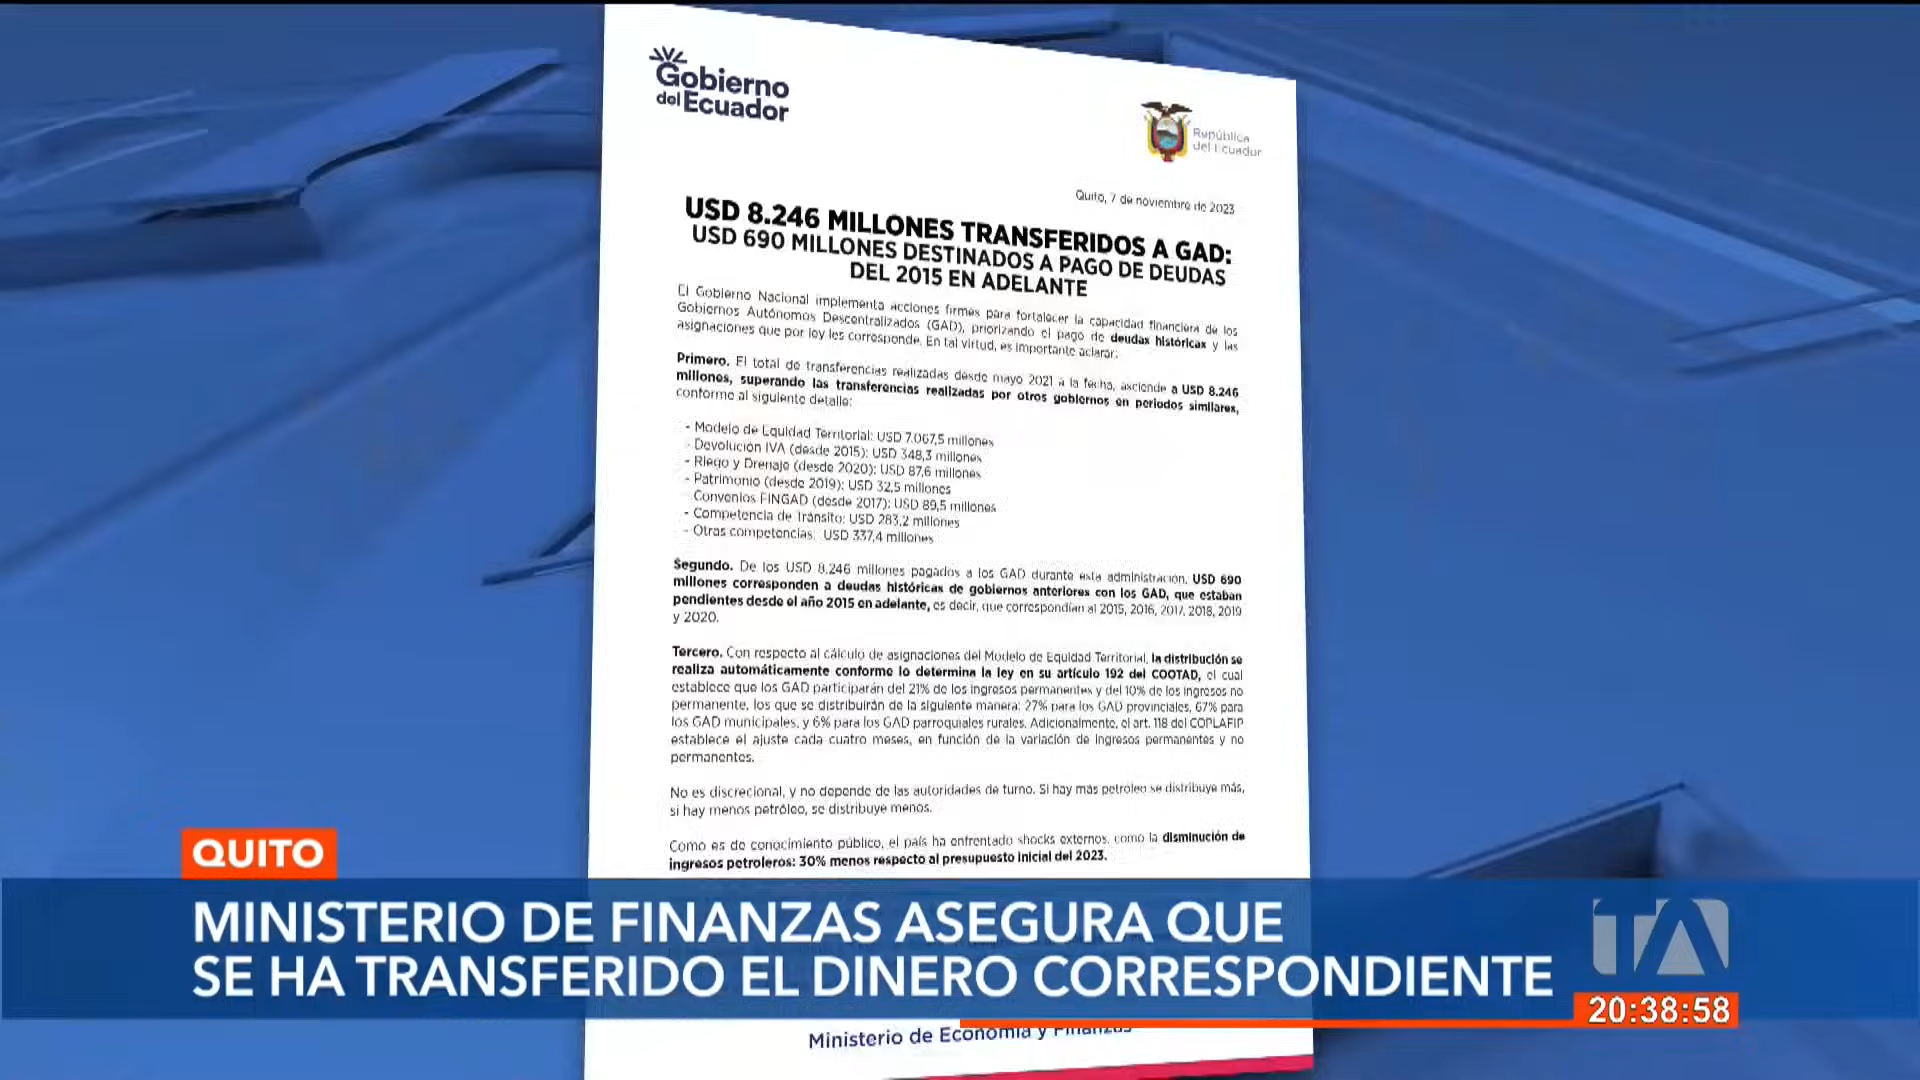 Gobierno
del Ecuador
República
del Ecuador
Quito, 7 de noviembre de 2023
USD 8.246 MILLONES TRANSFERIDOS A GAD:
USD 690 MILLONES DESTINADOS A PAGO DE DEUDAS
DEL 2015 EN ADELANTE
El Gobierno Nacional implementa acciones firmes para fortalecer la capacidad financiera de los
Gobiernos Autónomos Descentralizados (GAD), priorizando el pago de deudas históricas y las
asignaciones que por ley les corresponde. En tal virtud, es importante aclarar:
Primero. El total de transferencias realizadas desde mayo 2021 a la fecha, asciende a USD 8.246
millones, superando las transferencias realizadas por otros gobiernos en periodos similares,
conforme al siguiente detalle:
- Modelo de Equidad Territorial: USD 7.067,5 millones
- Devolución IVA (desde 2015): USD 348,3 millones
- Riego y Drenaje (desde 2020): USD 87,6 millones
- Patrimonio (desde 2019): USD 32,5 millones
Convenios FINGAD (desde 2017): USD 89,5 millones
- Competencia de Tránsito: USD 283,2 millones
- Otras competencias: USD 337,4 millones
Segundo. De los USD 8.246 millones pagados a los GAD durante esta administración, USD 690
millones corresponden a deudas históricas de gobiernos anteriores con los GAD, que estaban
pendientes desde el año 2015 en adelante, es decir, que correspondían al 2015, 2016, 2017, 2018, 2019
y 2020.
Tercero. Con respecto al cálculo de asignaciones del Modelo de Equidad Territorial, la distribución se
realiza automáticamente conforme lo determina la ley en su artículo 192 del COOTAD, el cual
establece que los GAD participarán del 21% de los ingresos permanentes y del 10% de los ingresos no
permanente, los que se distribuirán de la siguiente manera: 27% para los GAD provinciales, 67% para
los GAD municipales, y 6% para los GAD parroquiales rurales. Adicionalmente, el art. 118 del COPLAFIP
establece el ajuste cada cuatro meses, en función de la variación de ingresos permanentes y no
permanentes.
No es discrecional, y no depende de las autoridades de turno. Si hay más petróleo se distribuye más,
si hay menos petróleo, se distribuye menos.
Como es de conocimiento público, el país ha enfrentado shocks externos, como la disminución de
ingresos petroleros: 30% menos respecto al presupuesto inicial del 2023.
QUITO
MINISTERIO DE FINANZAS ASEGURA QUE
SE HA TRANSFERIDO EL DINERO CORRESPONDIENTE
TA
20:38:58
Ministerio de Economía y Finanzas